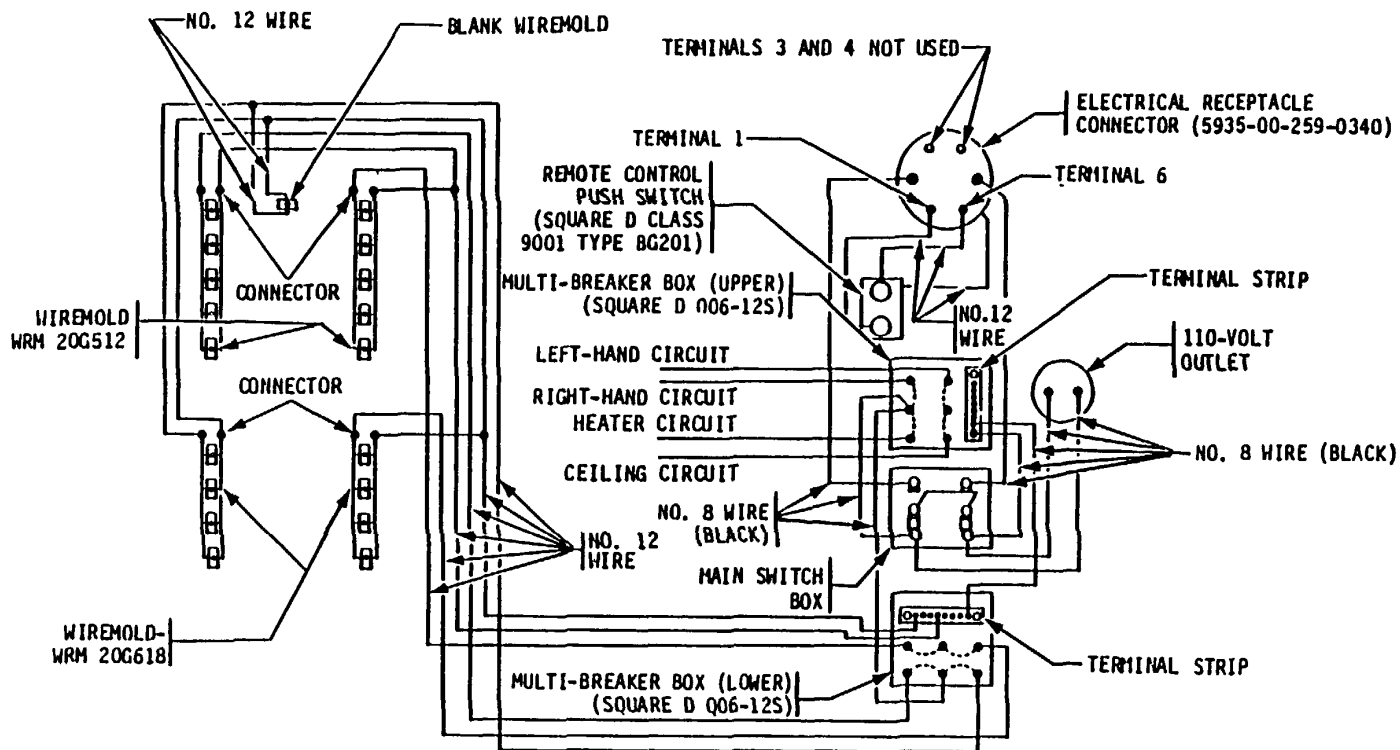 NO. 12 WIRE
BLANK WIREMOLD
TERMINALS 3 AND 4 NOT USED
ELECTRICAL RECEPTACLE
CONNECTOR (5935-00-259-0340)
TERMINAL 1
TERMINAL 6
REMOTE CONTROL
PUSH SWITCH
(SQUARE D CLASS
9001 TYPE BG201)
MULTI-BREAKER BOX (UPPER)
(SQUARE D QO6-12S)
TERMINAL STRIP
NO.12
WIRE
110-VOLT
OUTLET
CONNECTOR
WIREMOLD
WRM 20G512
LEFT-HAND CIRCUIT
RIGHT-HAND CIRCUIT
HEATER CIRCUIT
CEILING CIRCUIT
CONNECTOR
NO. 8 WIRE (BLACK)
NO. 8 WIRE
(BLACK)
NO. 12
WIRE
MAIN SWITCH
BOX
WIREMOLD-
WRM 20G618
TERMINAL STRIP
MULTI-BREAKER BOX (LOWER)
(SQUARE D QO6-12S)